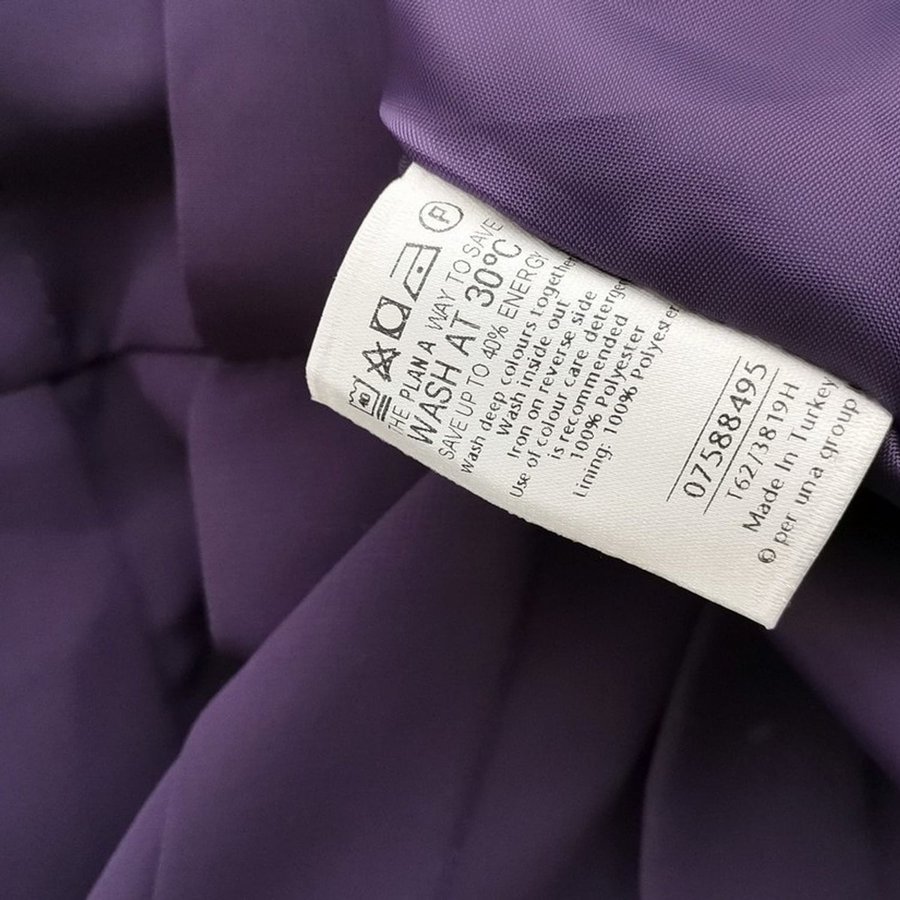 40
P
THE PLAN A WAY TO SAVE
WASH AT 30°C
SAVE UP TO 40% ENERGY
Wash deep colours together
Wash inside out
Iron on reverse side
Use of colour care detergent
is recommended
100% Polyester
Lining: 100% Polyester
07588495
T62/3819H
Made In Turkey
© per una group